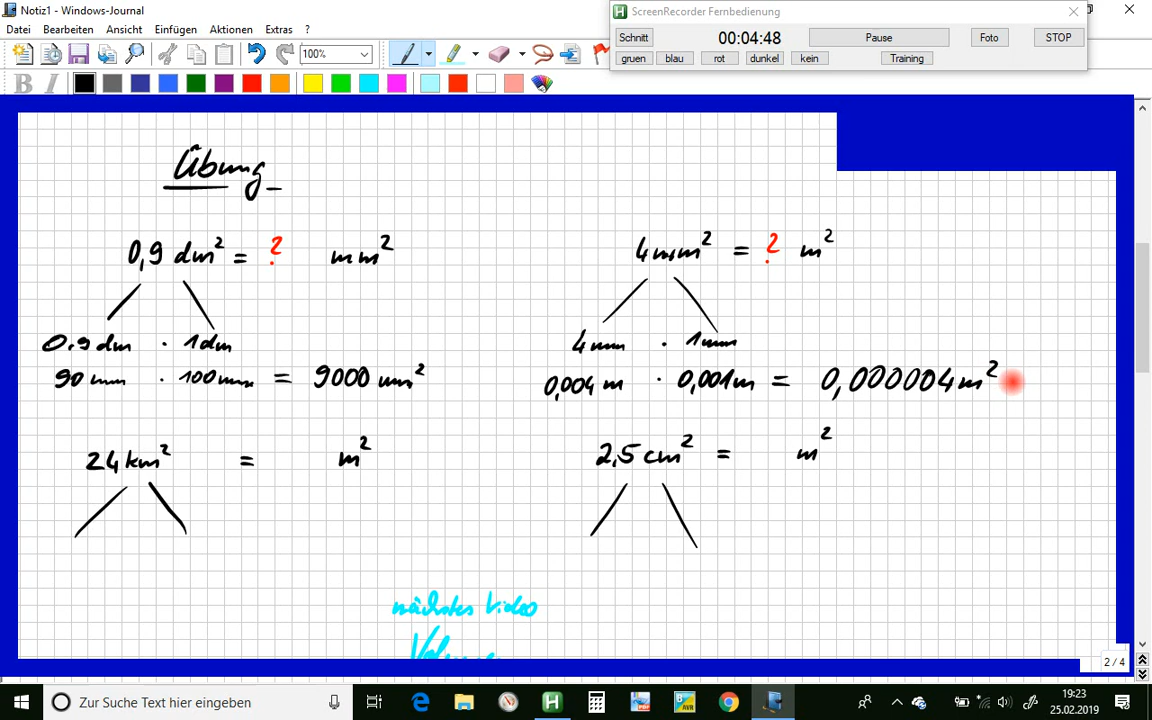 Notiz1 - Windows-Journal
Datei Bearbeiten Ansicht Einfügen Aktionen Extras ?
100%
B I
ScreenRecorder Fernbedienung
Schnitt 00:04:48 Pause Foto STOP
gruen blau rot dunkel kein Training
Übung
0,9 dm² = ? mm²
0,9 dm · 1 dm
90 mm · 100 mm = 9000 mm²
4 mm² = ? m²
4 mm · 1 mm
0,004 m · 0,001 m = 0,000004 m²
24 km² = m²
2,5 cm² = m²
nächstes Video
2 / 4
Zur Suche Text hier eingeben
19:23
25.02.2019